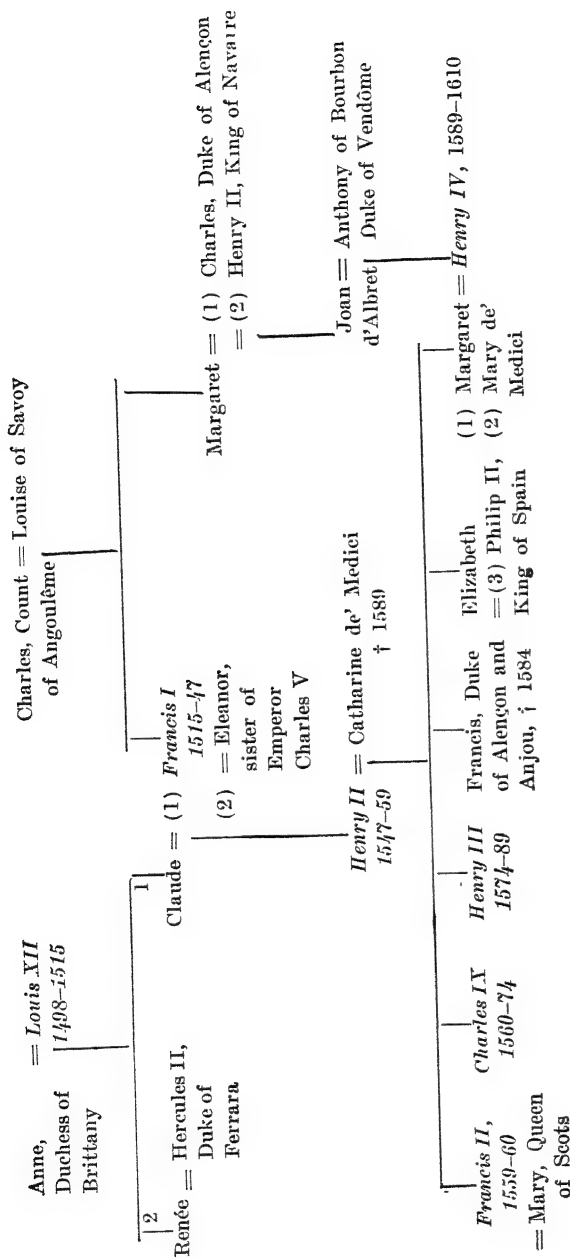 Anne,
Duchess of
Brittany
= Louis XII
1498–1515
Charles, Count = Louise of Savoy
of Angoulême
2
Renée = Hercules II,
Duke of
Ferrara
1
Claude = (1) Francis I
1515–47
(2) = Eleanor,
sister of
Emperor
Charles V
Margaret = (1) Charles, Duke of Alençon
= (2) Henry II, King of Navarre
Henry II = Catharine de' Medici
1547–59 † 1589
Joan = Anthony of Bourbon
d'Albret Duke of Vendôme
Francis II,
1559–60
= Mary, Queen
of Scots
Charles IX
1560–74
Henry III
1574–89
Francis, Duke
of Alençon and
Anjou, † 1584
Elizabeth
= (3) Philip II,
King of Spain
(1) Margaret = Henry IV, 1589–1610
(2) Mary de'
Medici